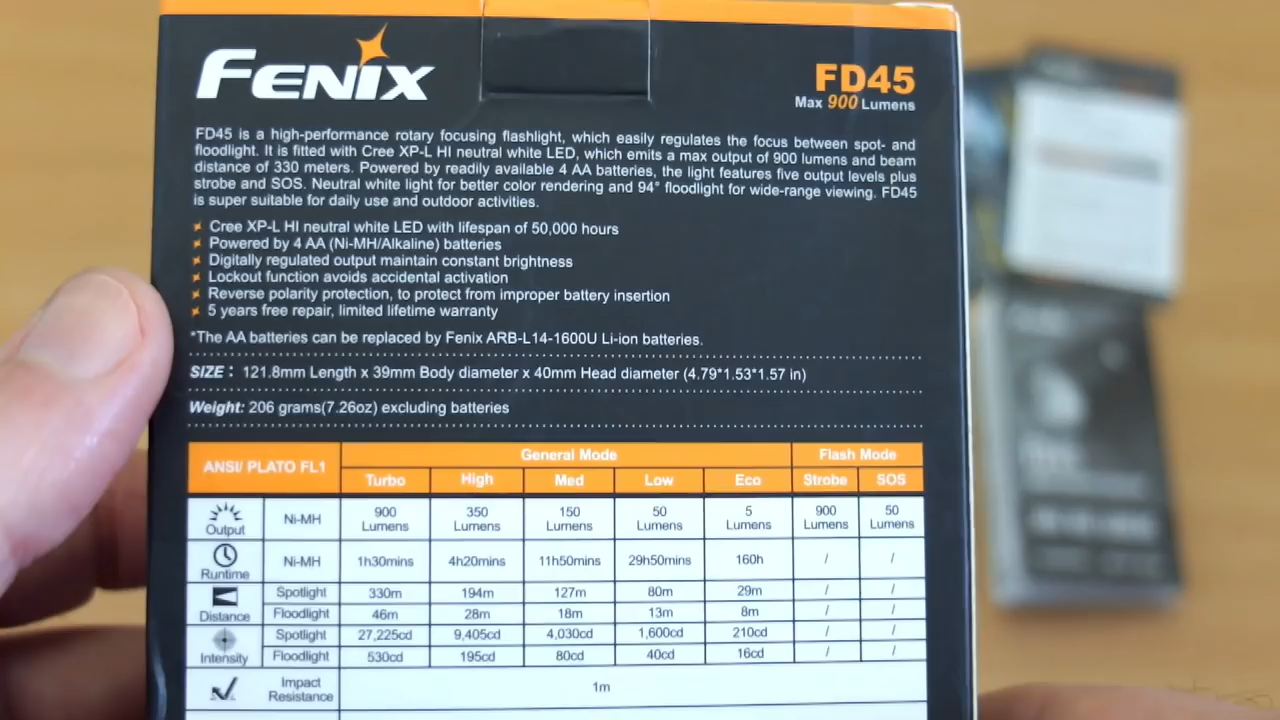 FENIX
FD45
Max 900 Lumens
FD45 is a high-performance rotary focusing flashlight, which easily regulates the focus between spot- and
floodlight. It is fitted with Cree XP-L HI neutral white LED, which emits a max output of 900 lumens and beam
distance of 330 meters. Powered by readily available 4 AA batteries, the light features five output levels plus
strobe and SOS. Neutral white light for better color rendering and 94° floodlight for wide-range viewing. FD45
is super suitable for daily use and outdoor activities.
Cree XP-L HI neutral white LED with lifespan of 50,000 hours
Powered by 4 AA (Ni-MH/Alkaline) batteries
Digitally regulated output maintain constant brightness
Lockout function avoids accidental activation
Reverse polarity protection, to protect from improper battery insertion
5 years free repair, limited lifetime warranty
*The AA batteries can be replaced by Fenix ARB-L14-1600U Li-ion batteries.
SIZE: 121.8mm Length x 39mm Body diameter x 40mm Head diameter (4.79*1.53*1.57 in)
Weight: 206 grams(7.26oz) excluding batteries
ANSI/ PLATO FL1 General Mode Flash Mode
Turbo High Med Low Eco Strobe SOS
Output Ni-MH 900 Lumens 350 Lumens 150 Lumens 50 Lumens 5 Lumens 900 Lumens 50 Lumens
Runtime Ni-MH 1h30mins 4h20mins 11h50mins 29h50mins 160h / /
Distance Spotlight 330m 194m 127m 80m 29m / /
Floodlight 46m 28m 18m 13m 8m / /
Intensity Spotlight 27,225cd 9,405cd 4,030cd 1,600cd 210cd / /
Floodlight 530cd 195cd 80cd 40cd 16cd / /
Impact Resistance 1m